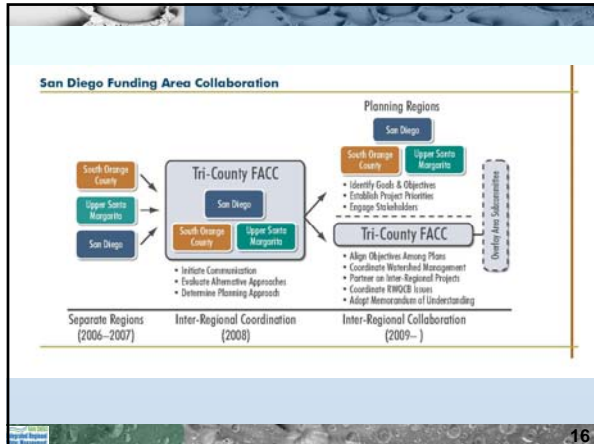 San Diego Funding Area Collaboration
South Orange
County
Upper Santa
Margarita
San Diego
Tri-County FACC
San Diego
South Orange
County
Upper Santa
Margarita
• Initiate Communication
• Evaluate Alternative Approaches
• Determine Planning Approach
Planning Regions
San Diego
South Orange
County
Upper Santa
Margarita
• Identify Goals & Objectives
• Establish Project Priorities
• Engage Stakeholders
Tri-County FACC
• Align Objectives Among Plans
• Coordinate Watershed Management
• Partner on Inter-Regional Projects
• Coordinate RWQCB Issues
• Adopt Memorandum of Understanding
Overlay Area Subcommittee
Separate Regions
(2006–2007)
Inter-Regional Coordination
(2008)
Inter-Regional Collaboration
(2009– )
Integrated Regional
16